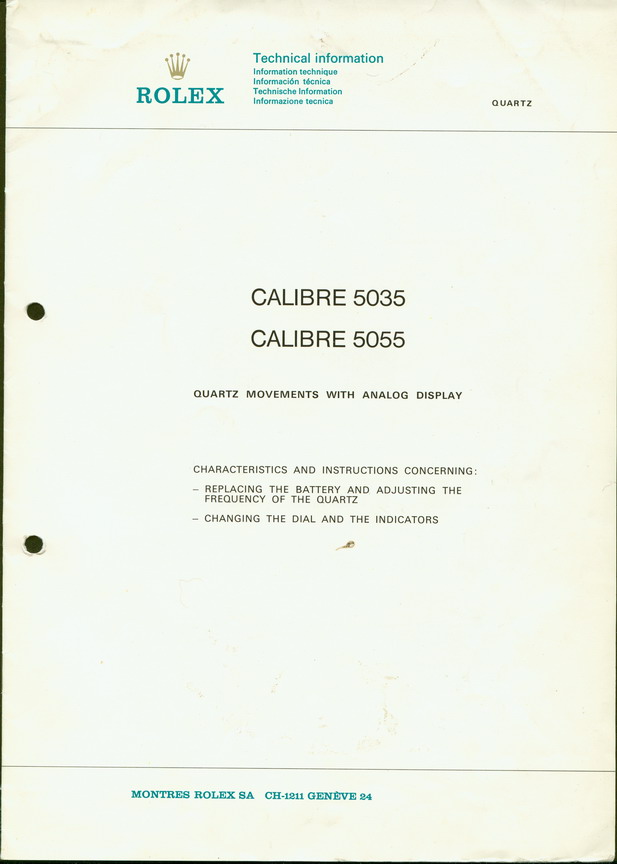 ROLEX
Technical information
Information technique
Información técnica
Technische Information
Informazione tecnica
QUARTZ
CALIBRE 5035
CALIBRE 5055
QUARTZ MOVEMENTS WITH ANALOG DISPLAY
CHARACTERISTICS AND INSTRUCTIONS CONCERNING:
– REPLACING THE BATTERY AND ADJUSTING THE
FREQUENCY OF THE QUARTZ
– CHANGING THE DIAL AND THE INDICATORS
MONTRES ROLEX SA CH-1211 GENÈVE 24